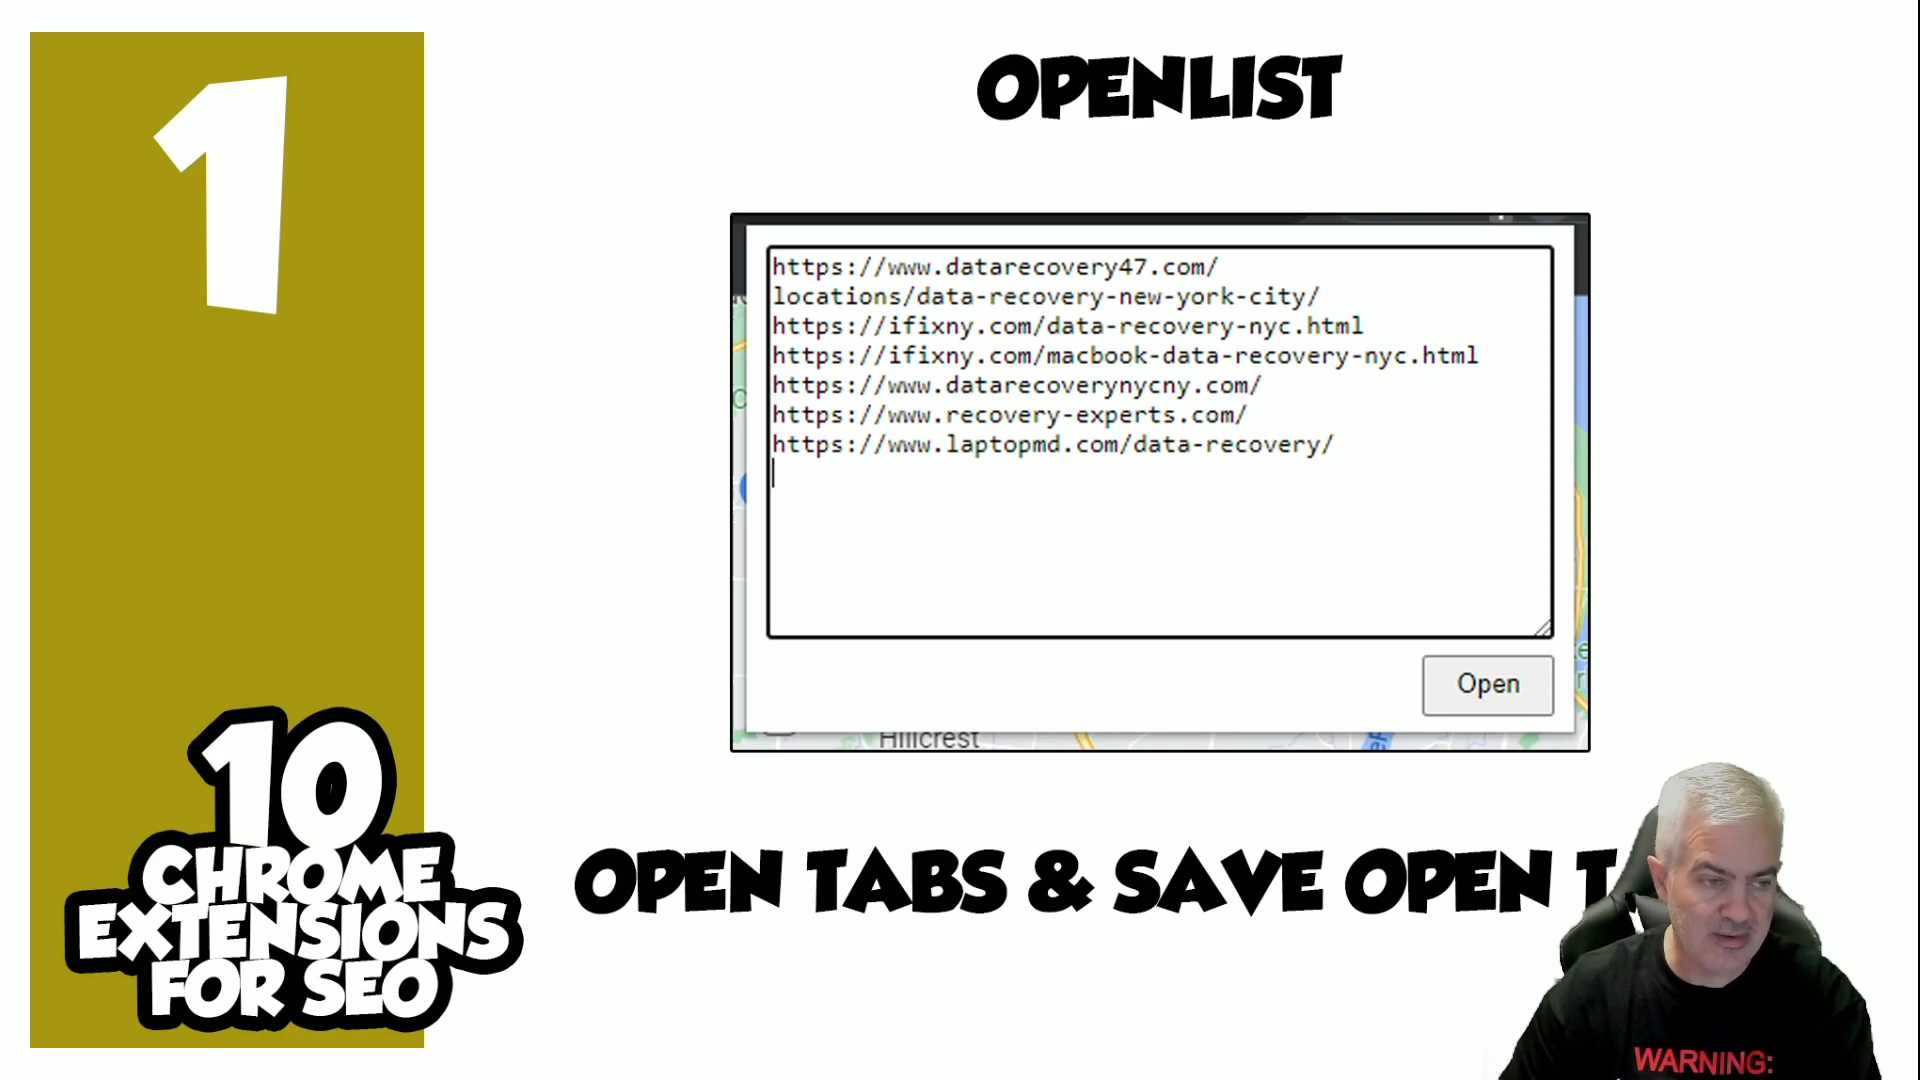 1
OPENLIST
https://www.datarecovery47.com/
locations/data-recovery-new-york-city/
https://ifixny.com/data-recovery-nyc.html
https://ifixny.com/macbook-data-recovery-nyc.html
https://www.datarecoverynycny.com/
https://www.recovery-experts.com/
https://www.laptopmd.com/data-recovery/
Open
Hillcrest
OPEN TABS & SAVE OPEN T
10
CHROME
EXTENSIONS
FOR SEO
WARNING: